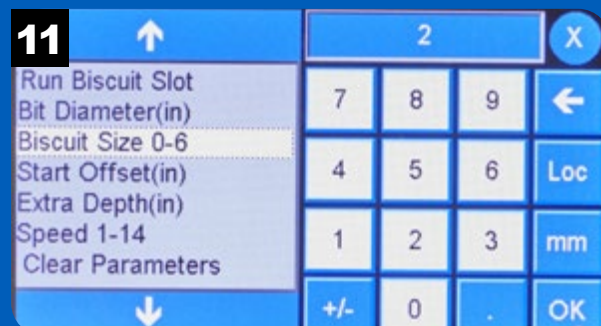 11
2
X
Run Biscuit Slot
Bit Diameter(in)
Biscuit Size 0-6
Start Offset(in)
Extra Depth(in)
Speed 1-14
Clear Parameters
7 8 9
4 5 6 Loc
1 2 3 mm
+/- 0 . OK